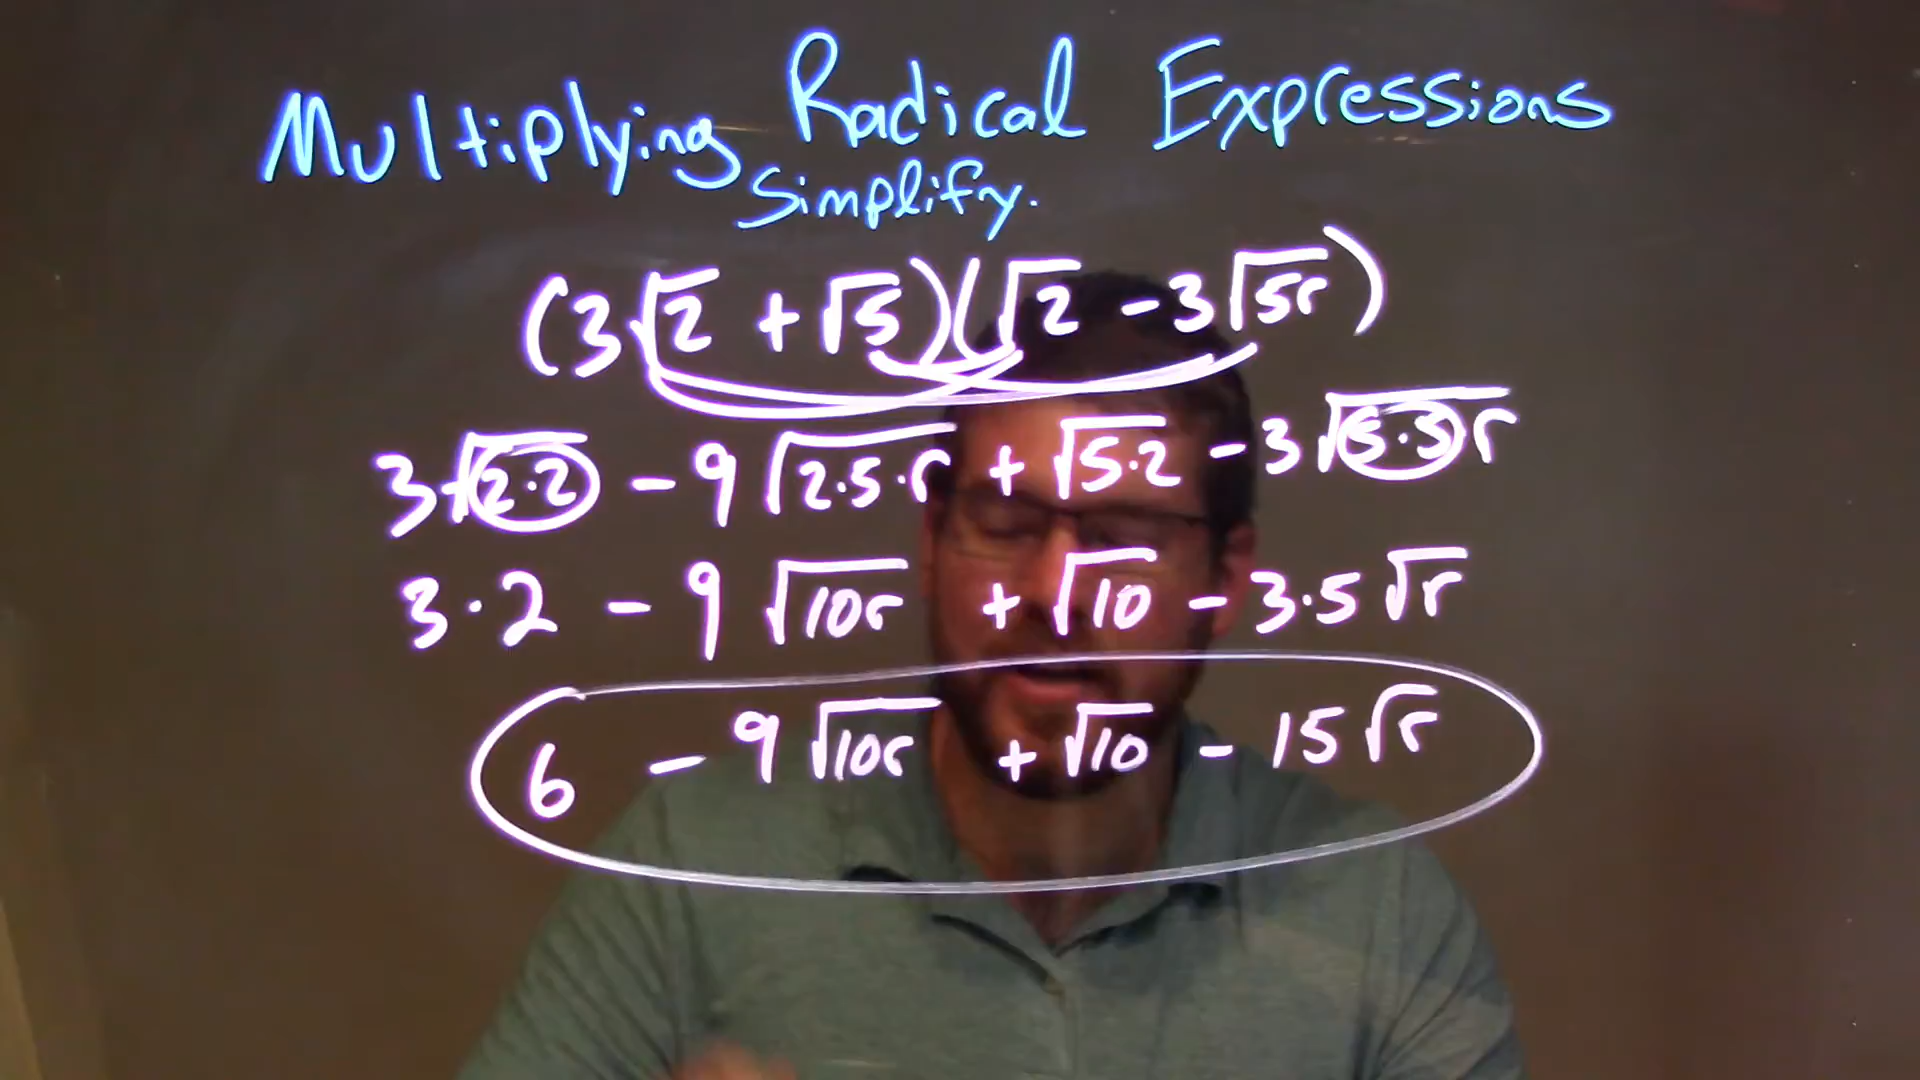 Multiplying Radical Expressions
Simplify.
(3√2 + √5)(√2 - 3√5r)
3√2·2 - 9√2·5·r + √5·2 - 3√5·5r
3·2 - 9√10r + √10 - 3·5√r
6 - 9√10r + √10 - 15√r